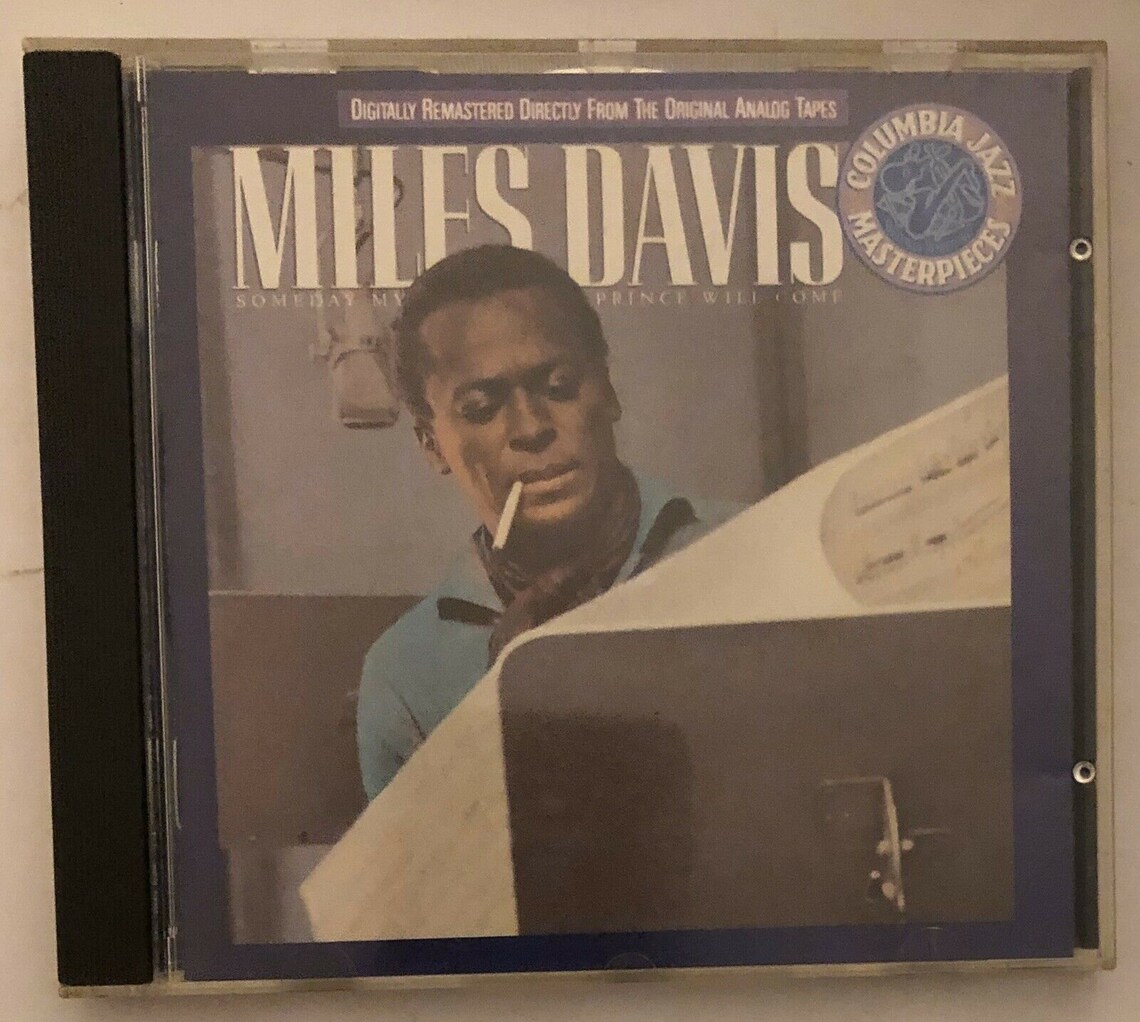 DIGITALLY REMASTERED DIRECTLY FROM THE ORIGINAL ANALOG TAPES
MILES DAVIS
SOMEDAY MY PRINCE WILL COME
COLUMBIA JAZZ
MASTERPIECES